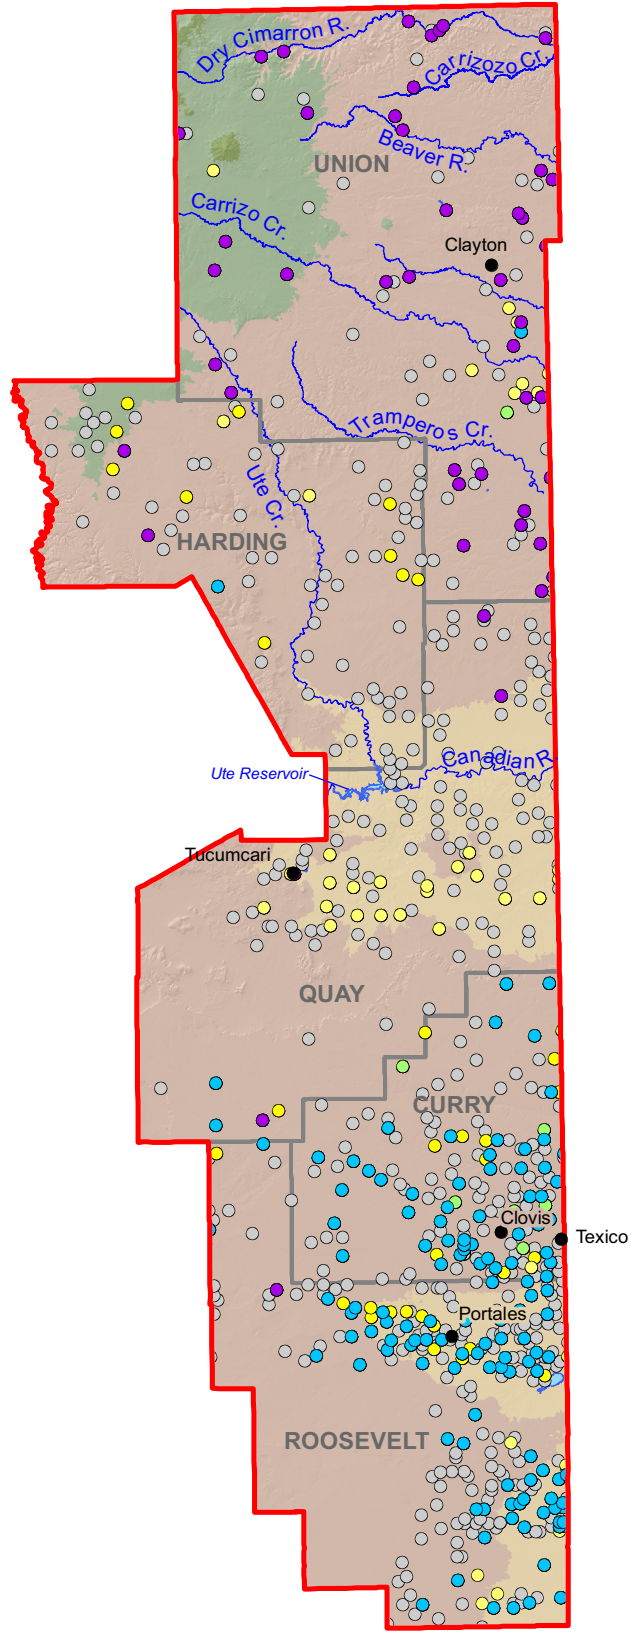 Dry Cimarron R.
Carrizozo Cr.
Beaver R.
UNION
Carrizo Cr.
Clayton
Tramperos Cr.
Ute Cr.
HARDING
Canadian R.
Ute Reservoir
Tucumcari
QUAY
CURRY
Clovis
Texico
Portales
ROOSEVELT